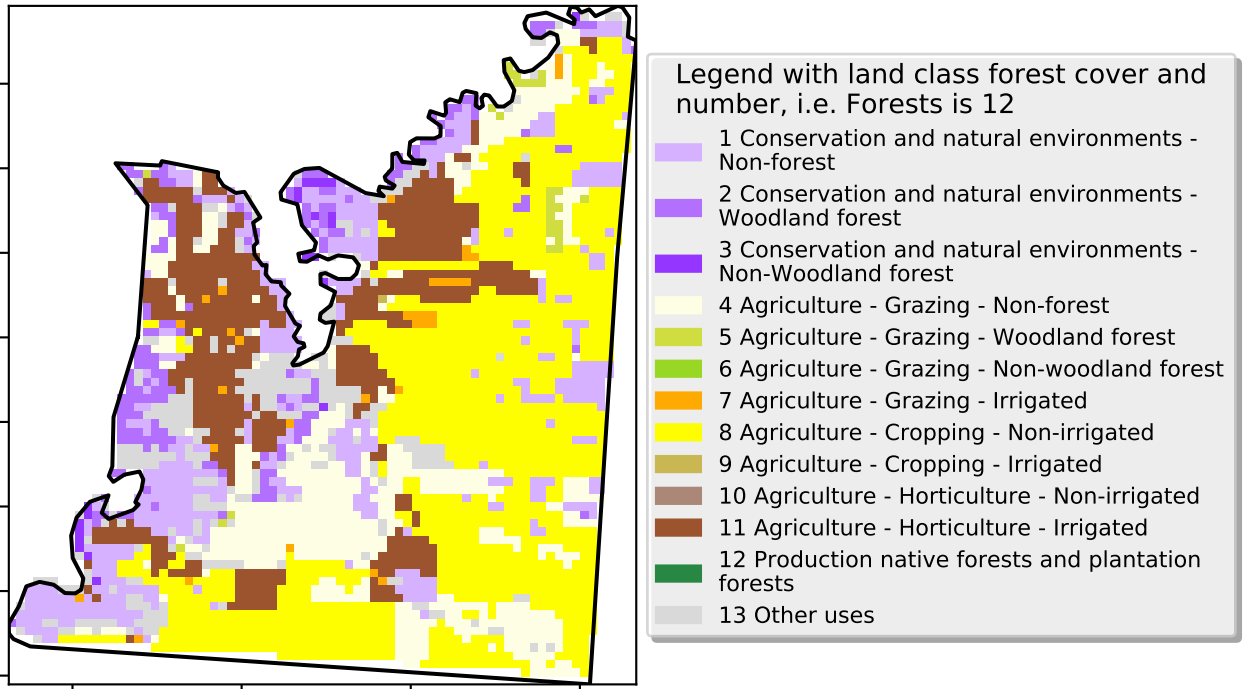 Legend with land class forest cover and
number, i.e. Forests is 12
1 Conservation and natural environments -
Non-forest
2 Conservation and natural environments -
Woodland forest
3 Conservation and natural environments -
Non-Woodland forest
4 Agriculture - Grazing - Non-forest
5 Agriculture - Grazing - Woodland forest
6 Agriculture - Grazing - Non-woodland forest
7 Agriculture - Grazing - Irrigated
8 Agriculture - Cropping - Non-irrigated
9 Agriculture - Cropping - Irrigated
10 Agriculture - Horticulture - Non-irrigated
11 Agriculture - Horticulture - Irrigated
12 Production native forests and plantation
forests
13 Other uses